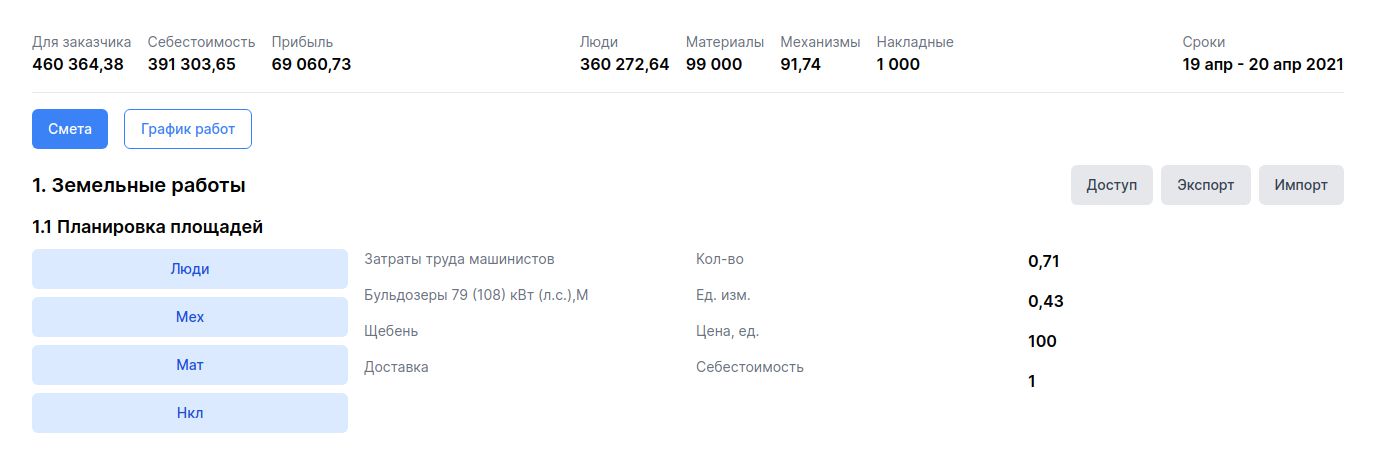 Для заказчика Себестоимость Прибыль Люди Материалы Механизмы Накладные Сроки
460 364,38 391 303,65 69 060,73 360 272,64 99 000 91,74 1 000 19 апр - 20 апр 2021
Смета График работ
1. Земельные работы Доступ Экспорт Импорт
1.1 Планировка площадей
Люди Затраты труда машинистов Кол-во 0,71
Мех Бульдозеры 79 (108) кВт (л.с.),М Ед. изм. 0,43
Мат Щебень Цена, ед. 100
Нкл Доставка Себестоимость 1